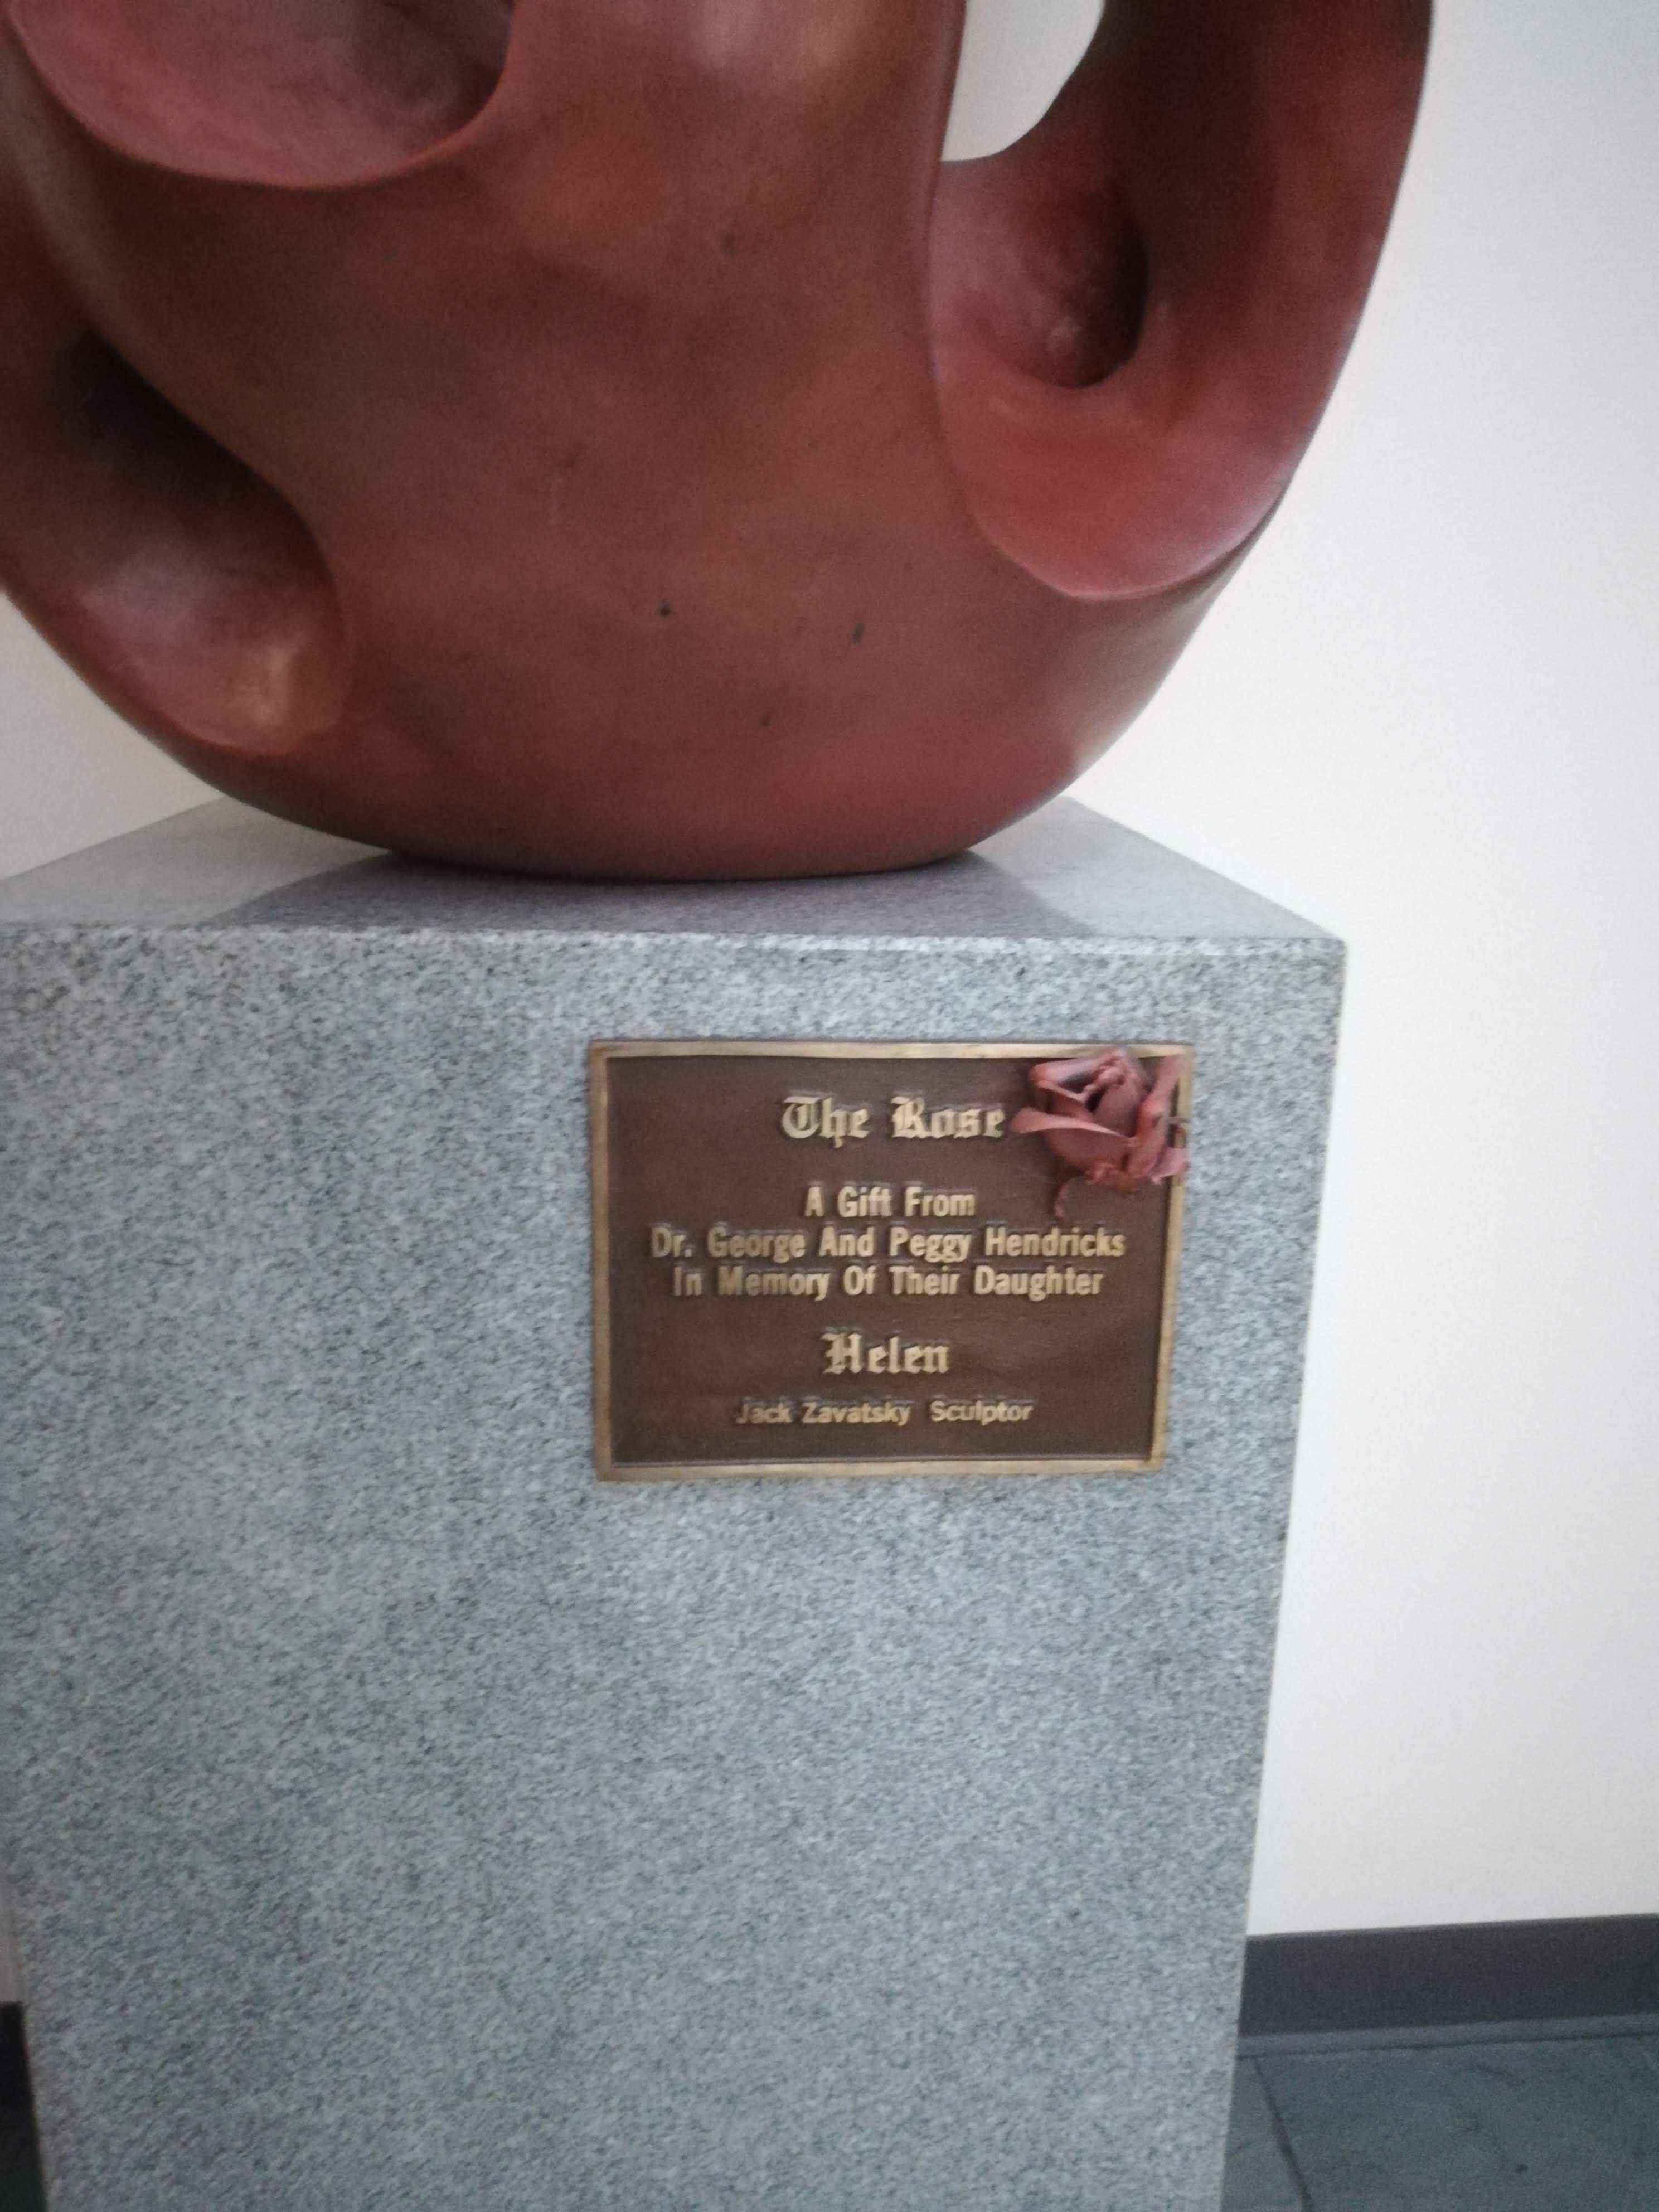 The Rose
A Gift From
Dr. George And Peggy Hendricks
In Memory Of Their Daughter
Helen
Jack Zavatsky Sculptor